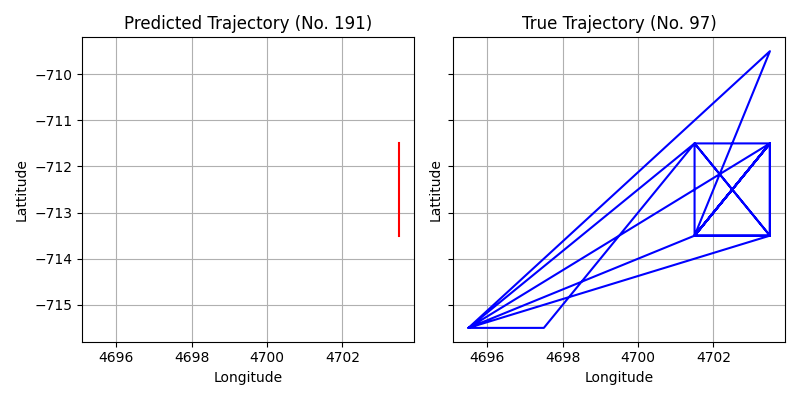 Predicted Trajectory (No. 191)
True Trajectory (No. 97)
−710
−711
−712
−713
−714
−715
Lattitude
Lattitude
4696 4698 4700 4702
4696 4698 4700 4702
Longitude
Longitude